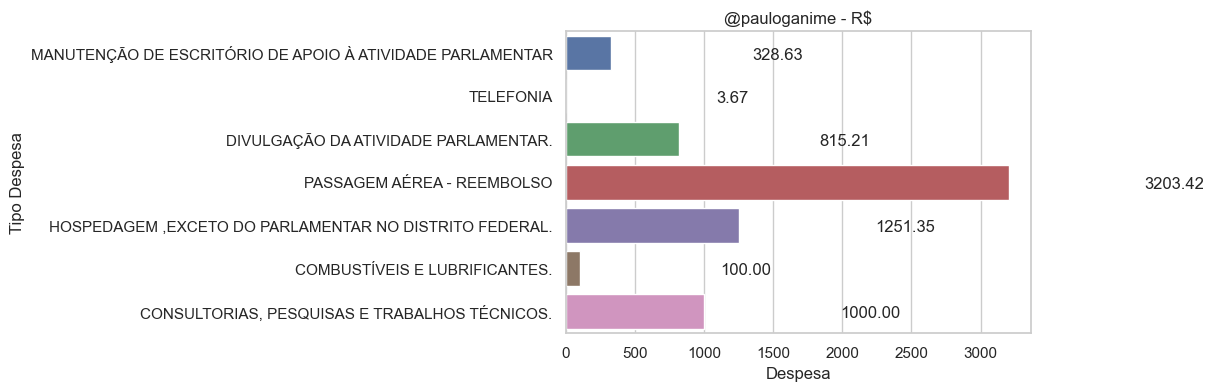 @pauloganime - R$
MANUTENÇÃO DE ESCRITÓRIO DE APOIO À ATIVIDADE PARLAMENTAR 328.63
TELEFONIA 3.67
DIVULGAÇÃO DA ATIVIDADE PARLAMENTAR. 815.21
PASSAGEM AÉREA - REEMBOLSO 3203.42
HOSPEDAGEM ,EXCETO DO PARLAMENTAR NO DISTRITO FEDERAL. 1251.35
COMBUSTÍVEIS E LUBRIFICANTES. 100.00
CONSULTORIAS, PESQUISAS E TRABALHOS TÉCNICOS. 1000.00
Tipo Despesa
0 500 1000 1500 2000 2500 3000
Despesa